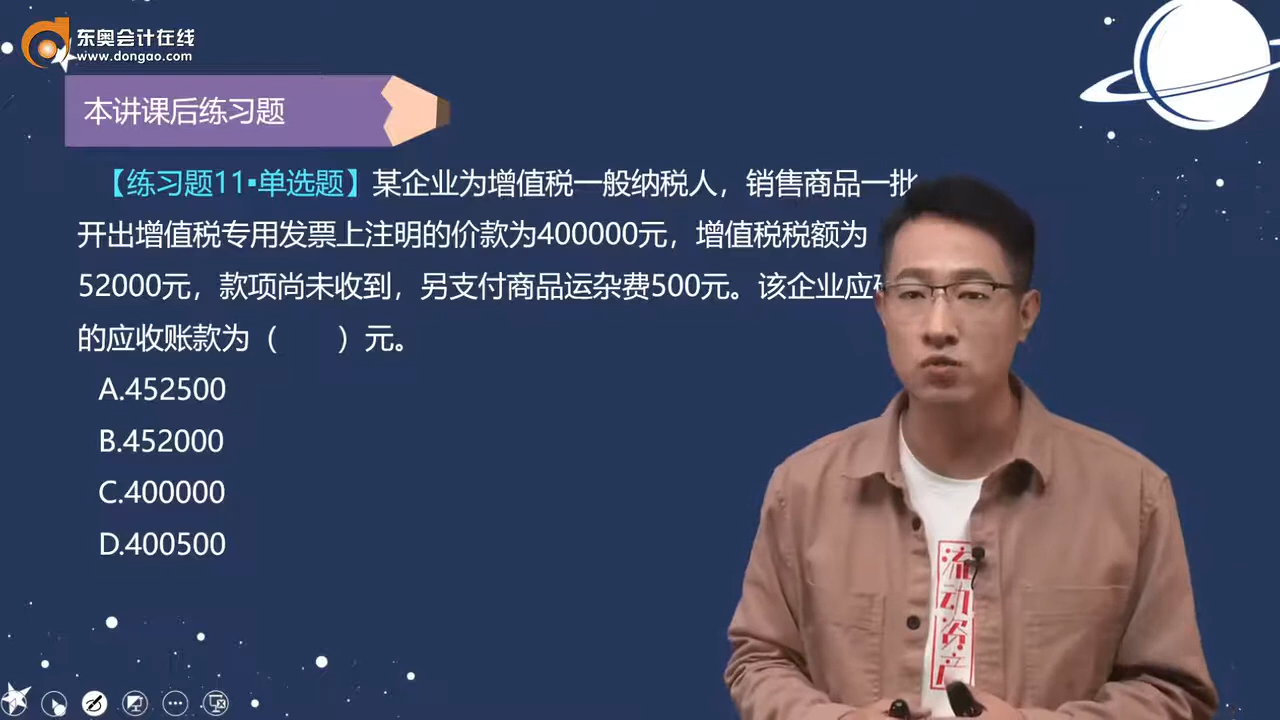 东奥会计在线
www.dongao.com
本讲课后练习题
【练习题11▪单选题】某企业为增值税一般纳税人，销售商品一批
开出增值税专用发票上注明的价款为400000元，增值税税额为
52000元，款项尚未收到，另支付商品运杂费500元。该企业应
的应收账款为（　　）元。
A.452500
B.452000
C.400000
D.400500
流动资产